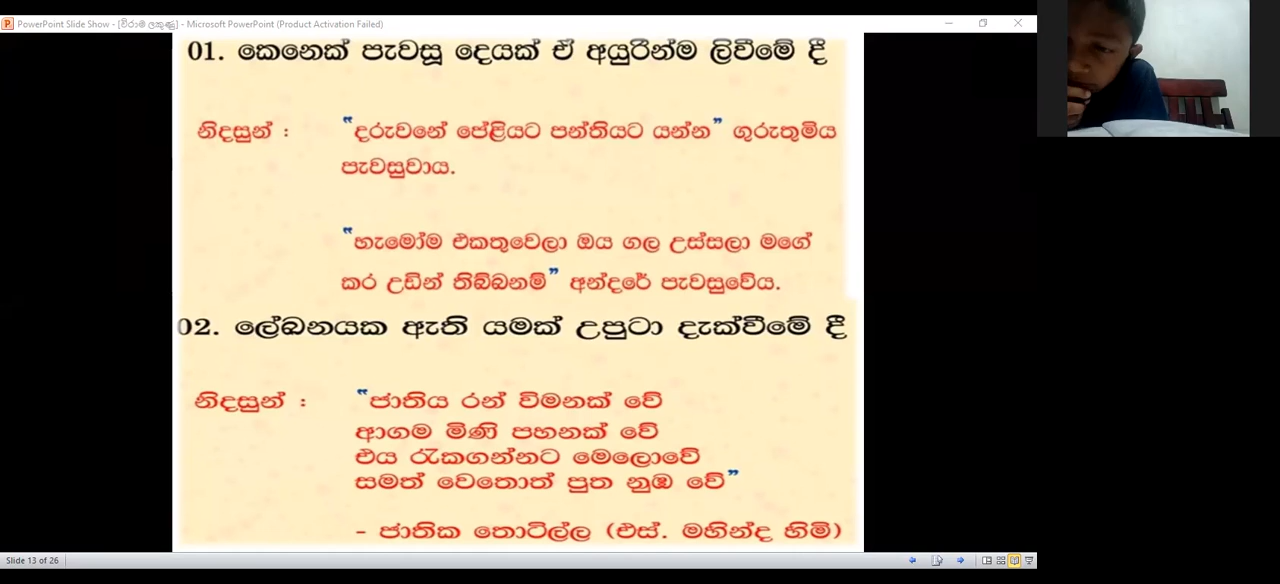 PowerPoint Slide Show - [විරාම ලකුණු] - Microsoft PowerPoint (Product Activation Failed)
01. කෙනෙක් පැවසූ දෙයක් ඒ අයුරින්ම ලිවීමේ දී
නිදසුන් : "දරුවනේ පේළියට පන්තියට යන්න" ගුරුතුමිය
පැවසුවාය.
"හැමෝම එකතුවෙලා ඔය ගල උස්සලා මගේ
කර උඩින් තිබ්බනම්" අන්දරේ පැවසුවේය.
02. ලේඛනයක ඇති යමක් උපුටා දැක්වීමේ දී
නිදසුන් : "ජාතිය රන් විමනක් වේ
ආගම මිණි පහනක් වේ
එය රැකගන්නට මෙලොවේ
සමත් වෙතොත් පුත නුඹ වේ"
- ජාතික තොටිල්ල (එස්. මහින්ද හිමි)
Slide 13 of 26